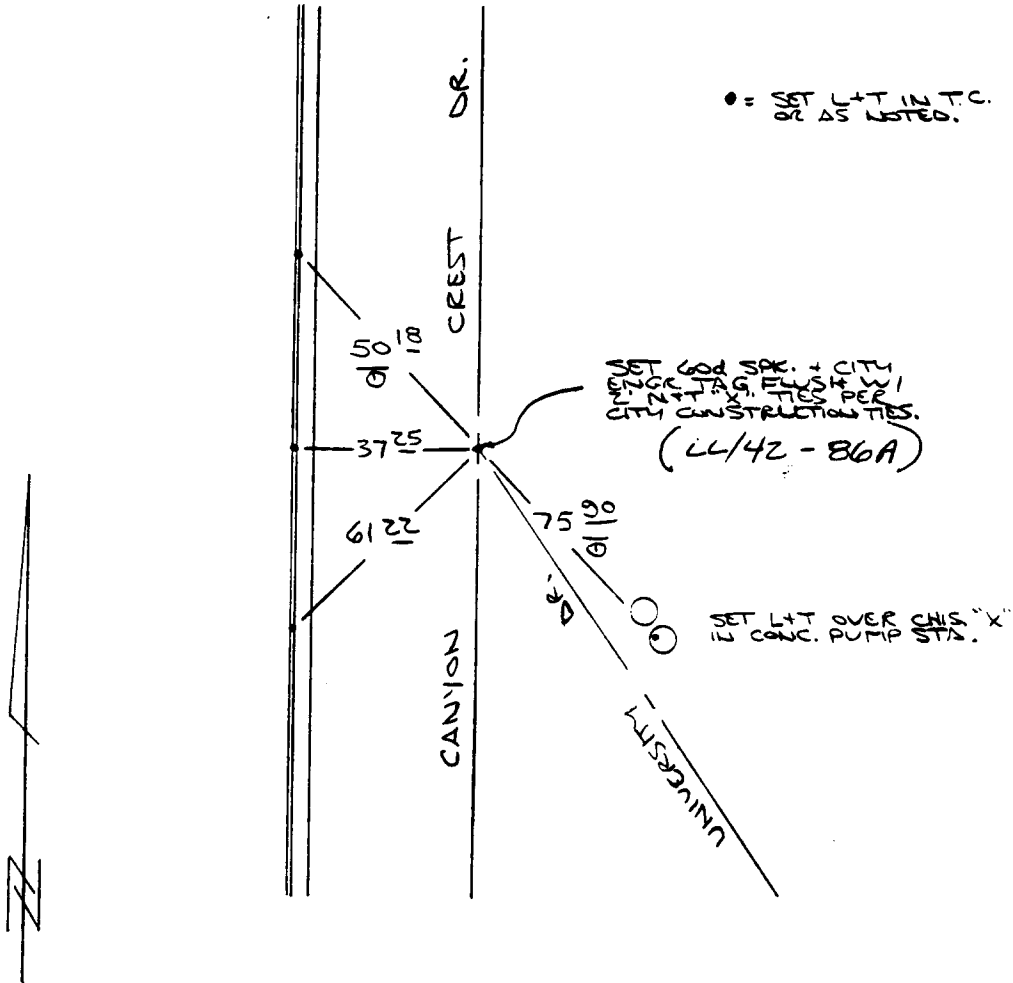 • = SET L+T IN T.C.
OR AS NOTED.
CANYON CREST DR.
50 18
37 25
SET 60d SPK. + CITY
ENGR TAG FLUSH W/
2" N+T "X" TIES PER
CITY CONSTRUCTION TIES.
(LL/42 - 86A)
61 22
75 90
SET L+T OVER CHIS. "X"
IN CONC. PUMP STA.
UNIVERSITY DR.
N